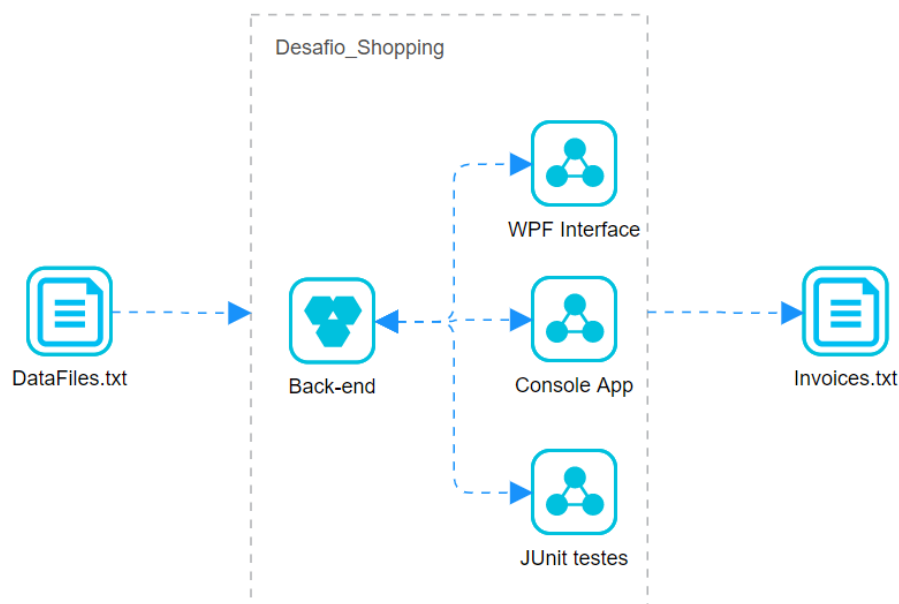 Desafio_Shopping
WPF Interface
DataFiles.txt
Back-end
Console App
Invoices.txt
JUnit testes